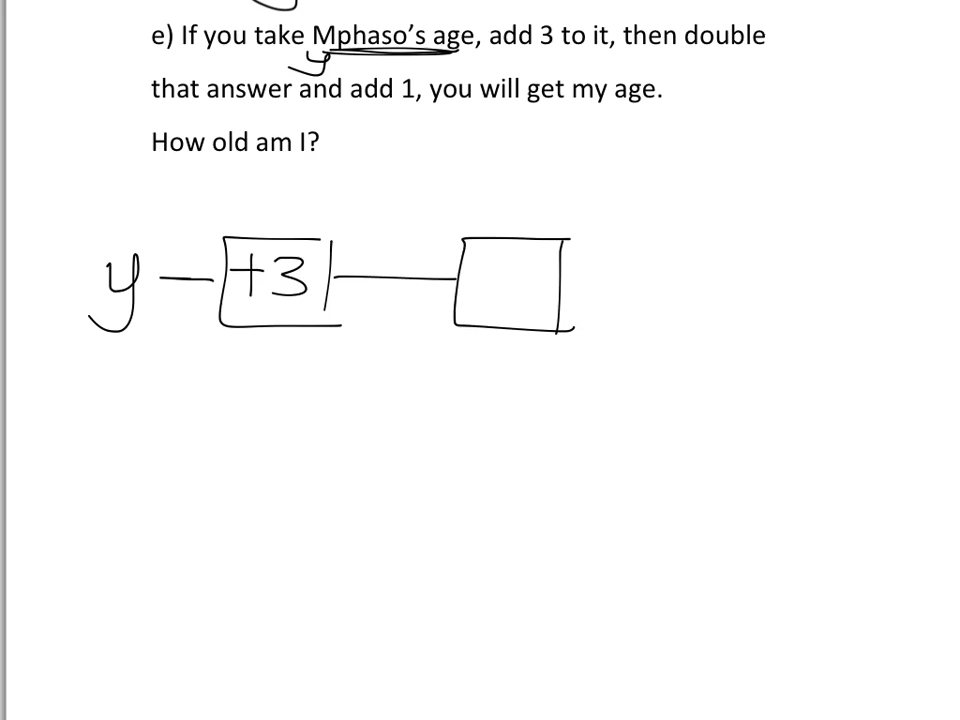 e) If you take Mphaso's age, add 3 to it, then double
y
that answer and add 1, you will get my age.
How old am I?
y +3